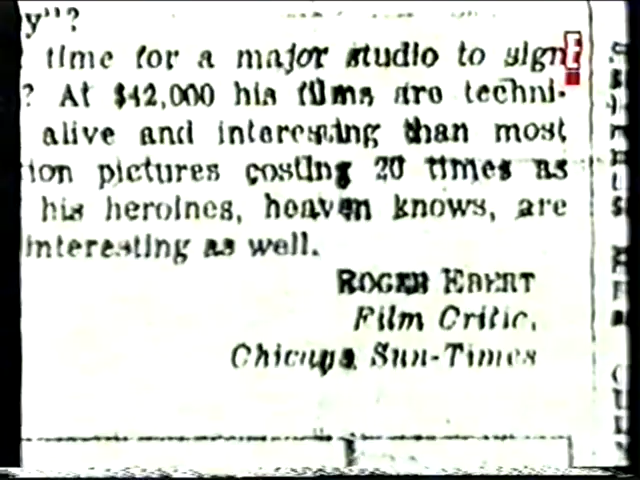 y"?
time for a major studio to sign
? At $42,000 his films are techni-
alive and interesting than most
ion pictures costing 20 times as
his heroines, heaven knows, are
interesting as well.
ROGER EBERT
Film Critic,
Chicago Sun-Times